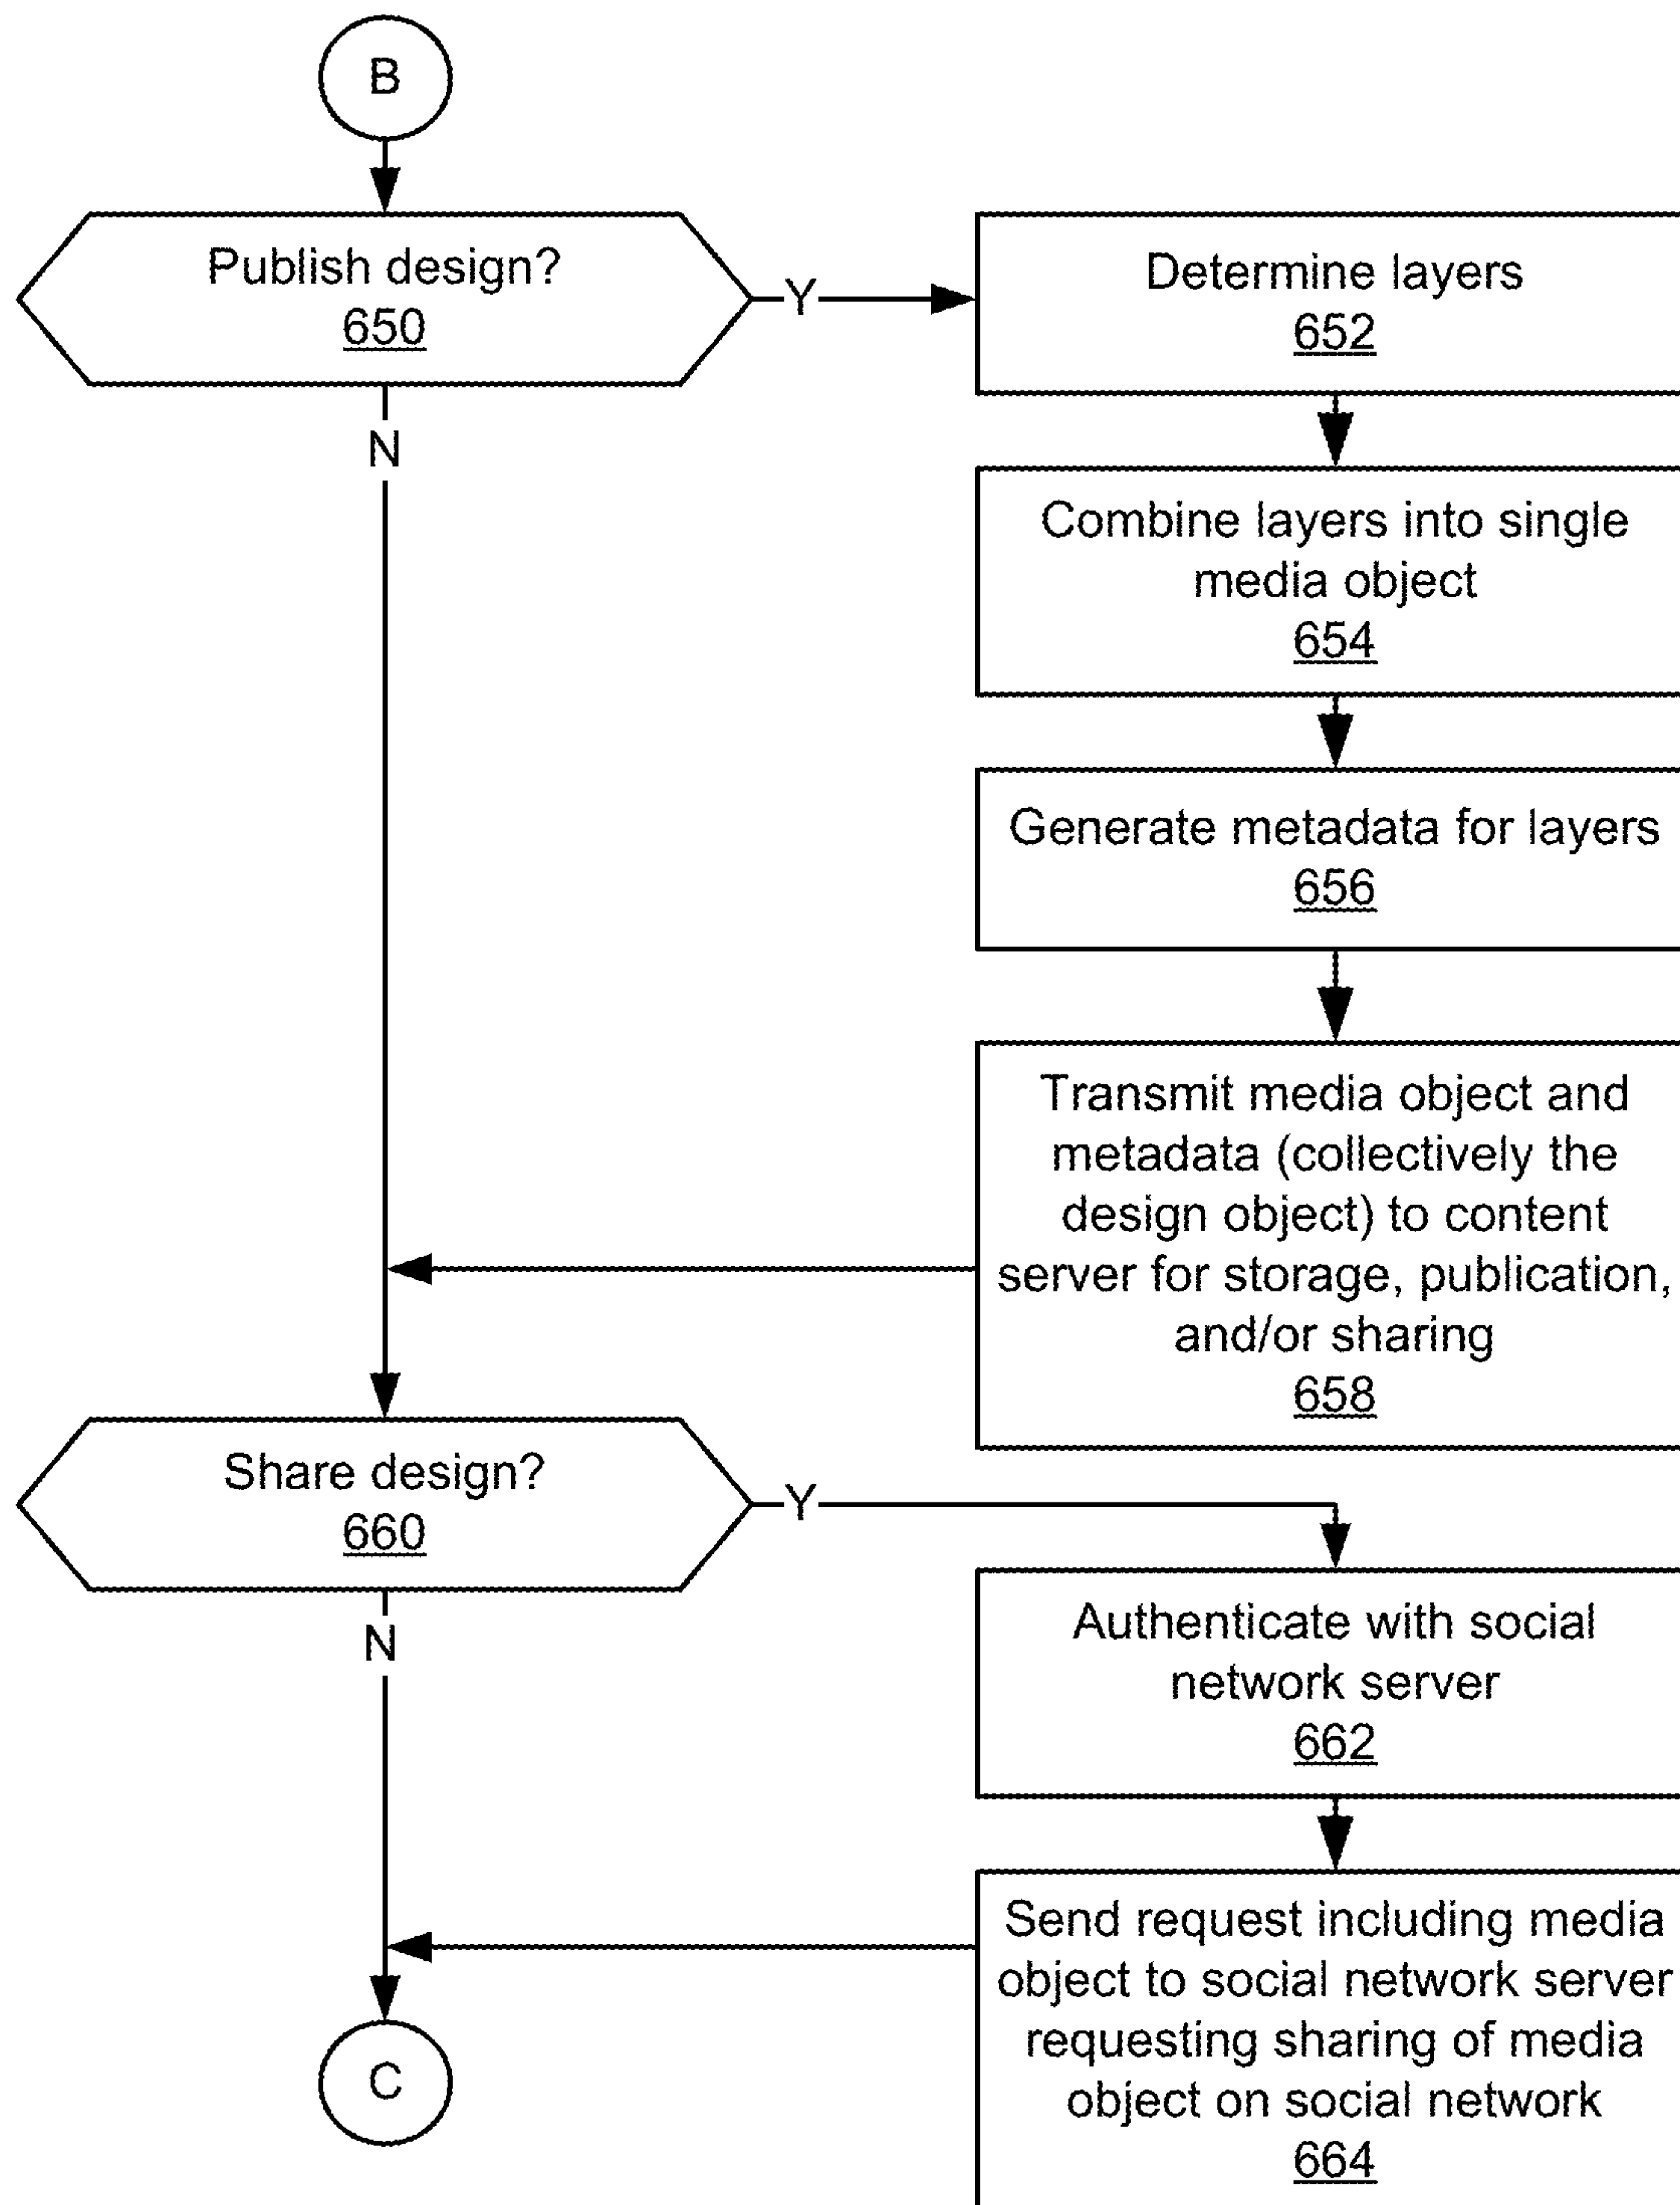 B
Publish design?
650
Y
N
Determine layers
652
Combine layers into single
media object
654
Generate metadata for layers
656
Transmit media object and
metadata (collectively the
design object) to content
server for storage, publication,
and/or sharing
658
Share design?
660
Y
N
Authenticate with social
network server
662
Send request including media
object to social network server
requesting sharing of media
object on social network
664
C